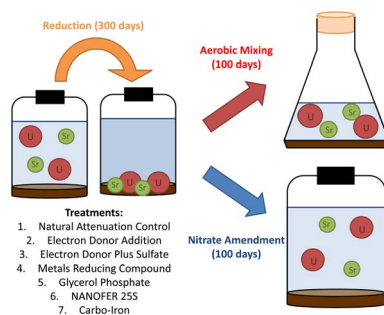 Reduction (300 days)
Aerobic Mixing
(100 days)
U
Sr
Sr
U
Sr
U
U
Sr
U
Sr
Sr
U
U
Sr
Treatments:
1. Natural Attenuation Control
2. Electron Donor Addition
3. Electron Donor Plus Sulfate
4. Metals Reducing Compound
5. Glycerol Phosphate
6. NANOFER 25S
7. Carbo-Iron
Nitrate Amendment
(100 days)
Sr
U
U
Sr